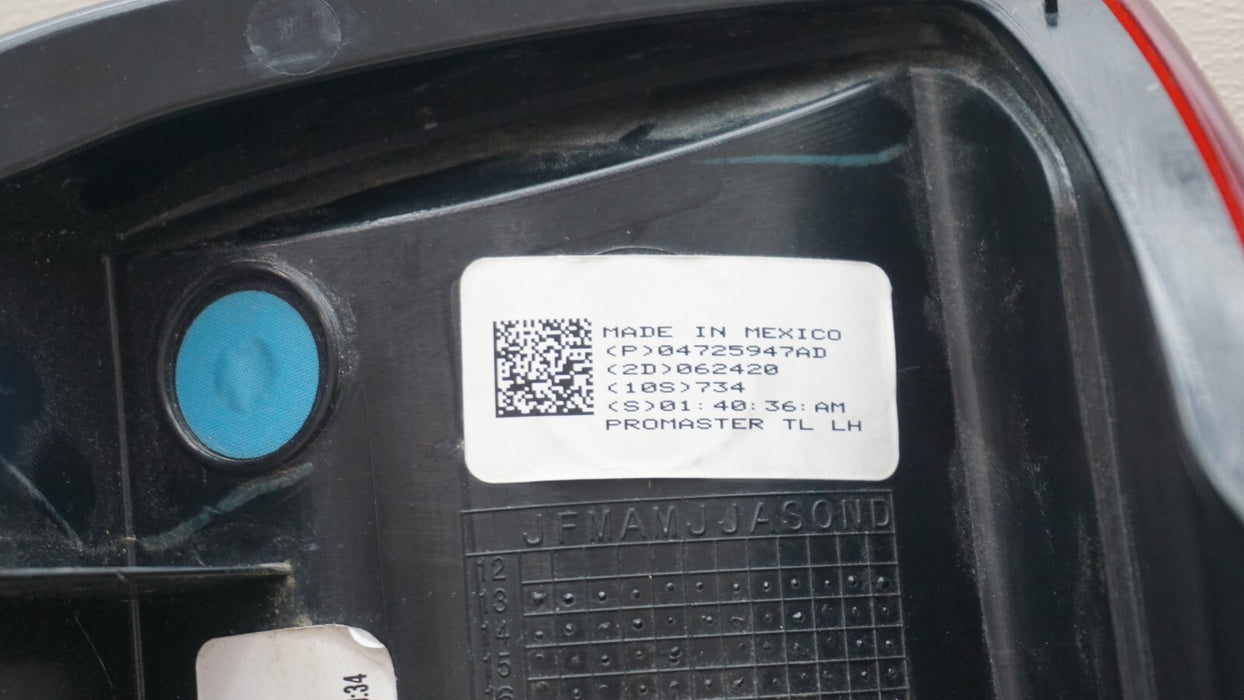 MADE IN MEXICO
(P)04725947AD
(2D)062420
(10S)734
(S)01:40:36:AM
PROMASTER TL LH
JFMAMJJASOND
12
13
14
15
:34